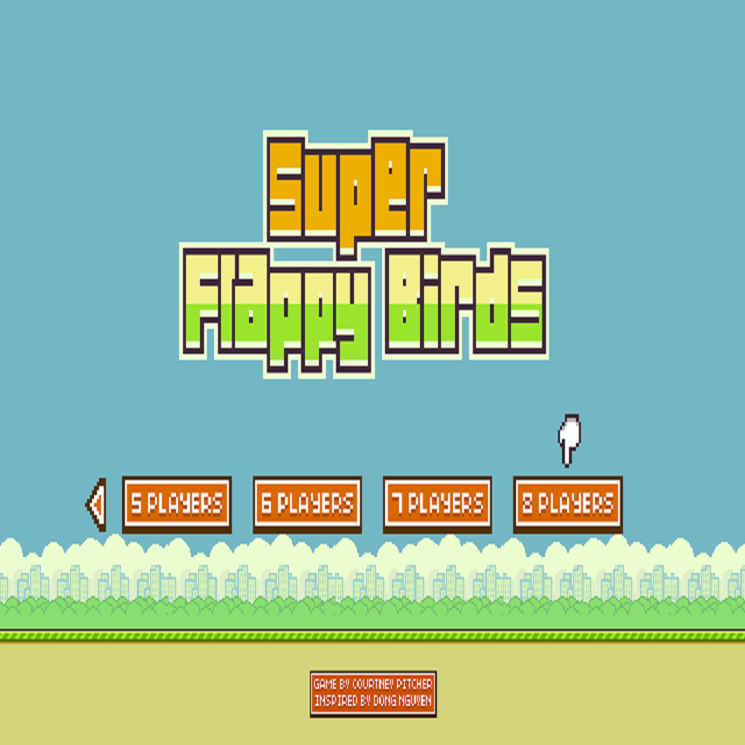 Super
Flappy Birds
5 PLAYERS
6 PLAYERS
7 PLAYERS
8 PLAYERS
GAME BY COURTNEY PITCHER
INSPIRED BY DONG NGUYEN